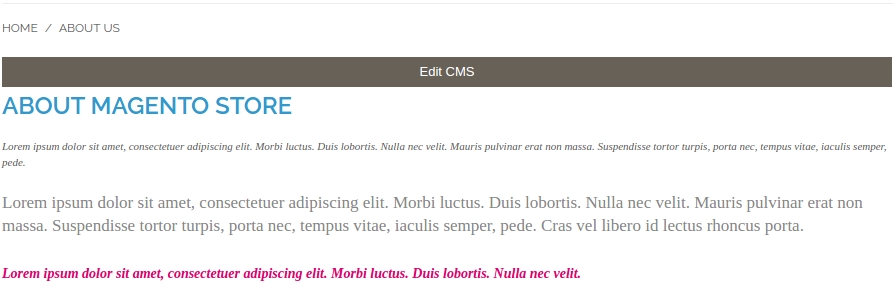 HOME / ABOUT US
Edit CMS
ABOUT MAGENTO STORE
Lorem ipsum dolor sit amet, consectetuer adipiscing elit. Morbi luctus. Duis lobortis. Nulla nec velit. Mauris pulvinar erat non massa. Suspendisse tortor turpis, porta nec, tempus vitae, iaculis semper,
pede.
Lorem ipsum dolor sit amet, consectetuer adipiscing elit. Morbi luctus. Duis lobortis. Nulla nec velit. Mauris pulvinar erat non
massa. Suspendisse tortor turpis, porta nec, tempus vitae, iaculis semper, pede. Cras vel libero id lectus rhoncus porta.
Lorem ipsum dolor sit amet, consectetuer adipiscing elit. Morbi luctus. Duis lobortis. Nulla nec velit.